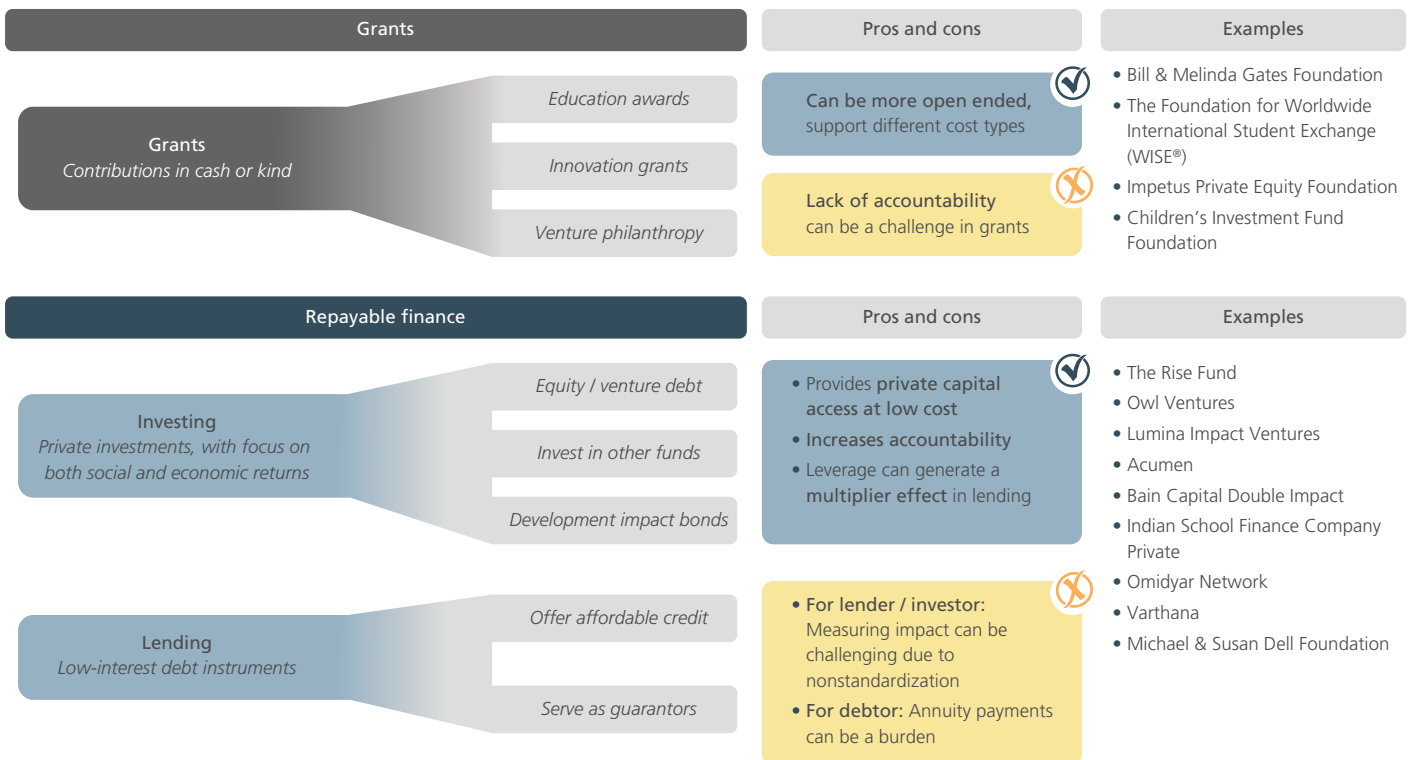 Grants
Pros and cons
Examples
Grants
Contributions in cash or kind
Education awards
Innovation grants
Venture philanthropy
Can be more open ended,
support different cost types
Lack of accountability
can be a challenge in grants
• Bill & Melinda Gates Foundation
• The Foundation for Worldwide
International Student Exchange
(WISE®)
• Impetus Private Equity Foundation
• Children’s Investment Fund
Foundation
Repayable finance
Pros and cons
Examples
Investing
Private investments, with focus on
both social and economic returns
Equity / venture debt
Invest in other funds
Development impact bonds
Lending
Low-interest debt instruments
Offer affordable credit
Serve as guarantors
• Provides private capital
access at low cost
• Increases accountability
• Leverage can generate a
multiplier effect in lending
• For lender / investor:
Measuring impact can be
challenging due to
nonstandardization
• For debtor: Annuity payments
can be a burden
• The Rise Fund
• Owl Ventures
• Lumina Impact Ventures
• Acumen
• Bain Capital Double Impact
• Indian School Finance Company
Private
• Omidyar Network
• Varthana
• Michael & Susan Dell Foundation